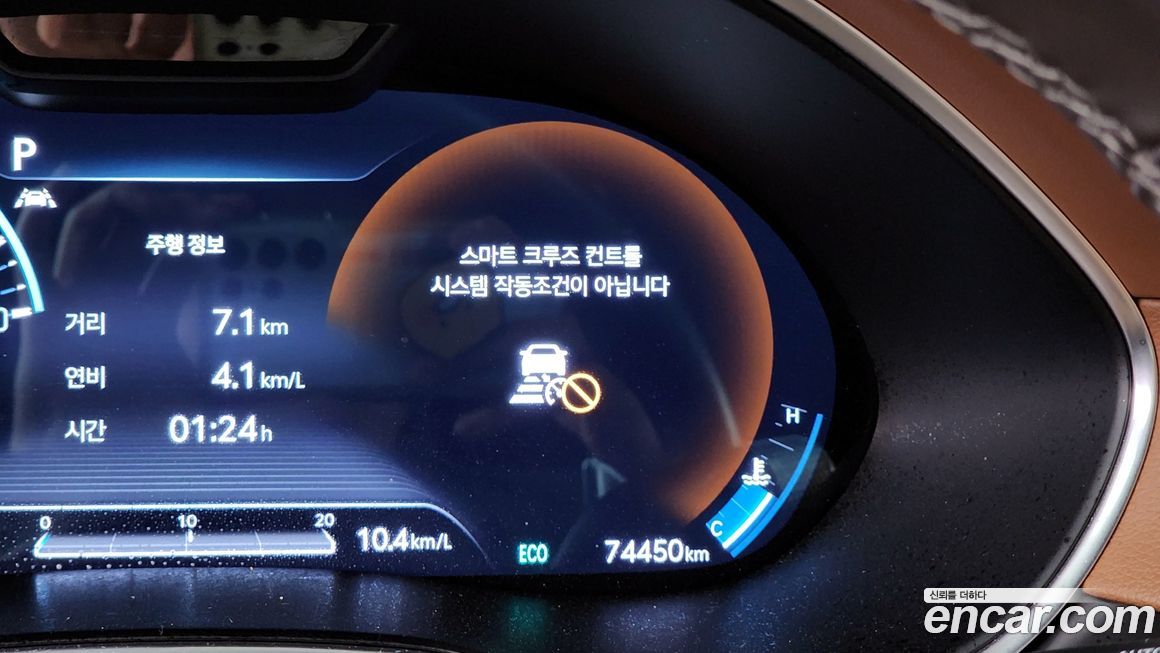 P
주행 정보
거리 7.1 km
연비 4.1 km/L
시간 01:24 h
스마트 크루즈 컨트롤
시스템 작동조건이 아닙니다
H
C
0 10 20
10.4 km/L
ECO
74450 km
신뢰를 더하다
encar.com